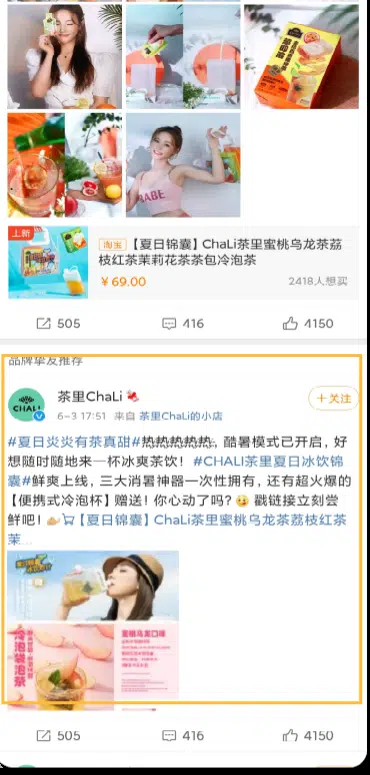 上新
淘宝【夏日锦囊】ChaLi茶里蜜桃乌龙茶荔
枝红茶茉莉花茶茶包冷泡茶
￥69.00
2418人想买
505
416
4150
品牌挚友推荐
茶里ChaLi
+关注
CHALI
6-3 17:51 来自 茶里ChaLi的小店
#夏日炎炎有茶真甜#热热热热热，酷暑模式已开启，好
想随时随地来一杯冰爽茶饮！#CHALI茶里夏日冰饮锦
囊#鲜爽上线，三大消暑神器一次性拥有，还有超火爆的
【便携式冷泡杯】赠送！你心动了吗？戳链接立刻尝
鲜吧！【夏日锦囊】ChaLi茶里蜜桃乌龙茶荔枝红茶
茉...
蜜桃乌龙口味
冷泡袋泡茶
505
416
4150